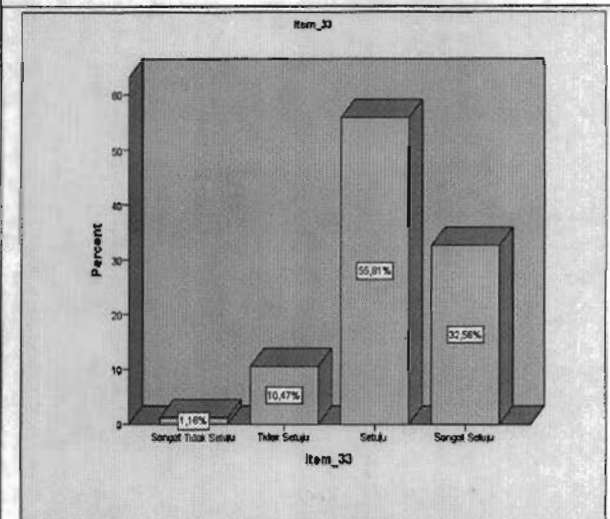 Item_33
Percent
60
50
40
30
20
10
0
55,81%
32,56%
10,47%
1,16%
Sangat Tidak Setuju
Tidak Setuju
Setuju
Sangat Setuju
Item_33